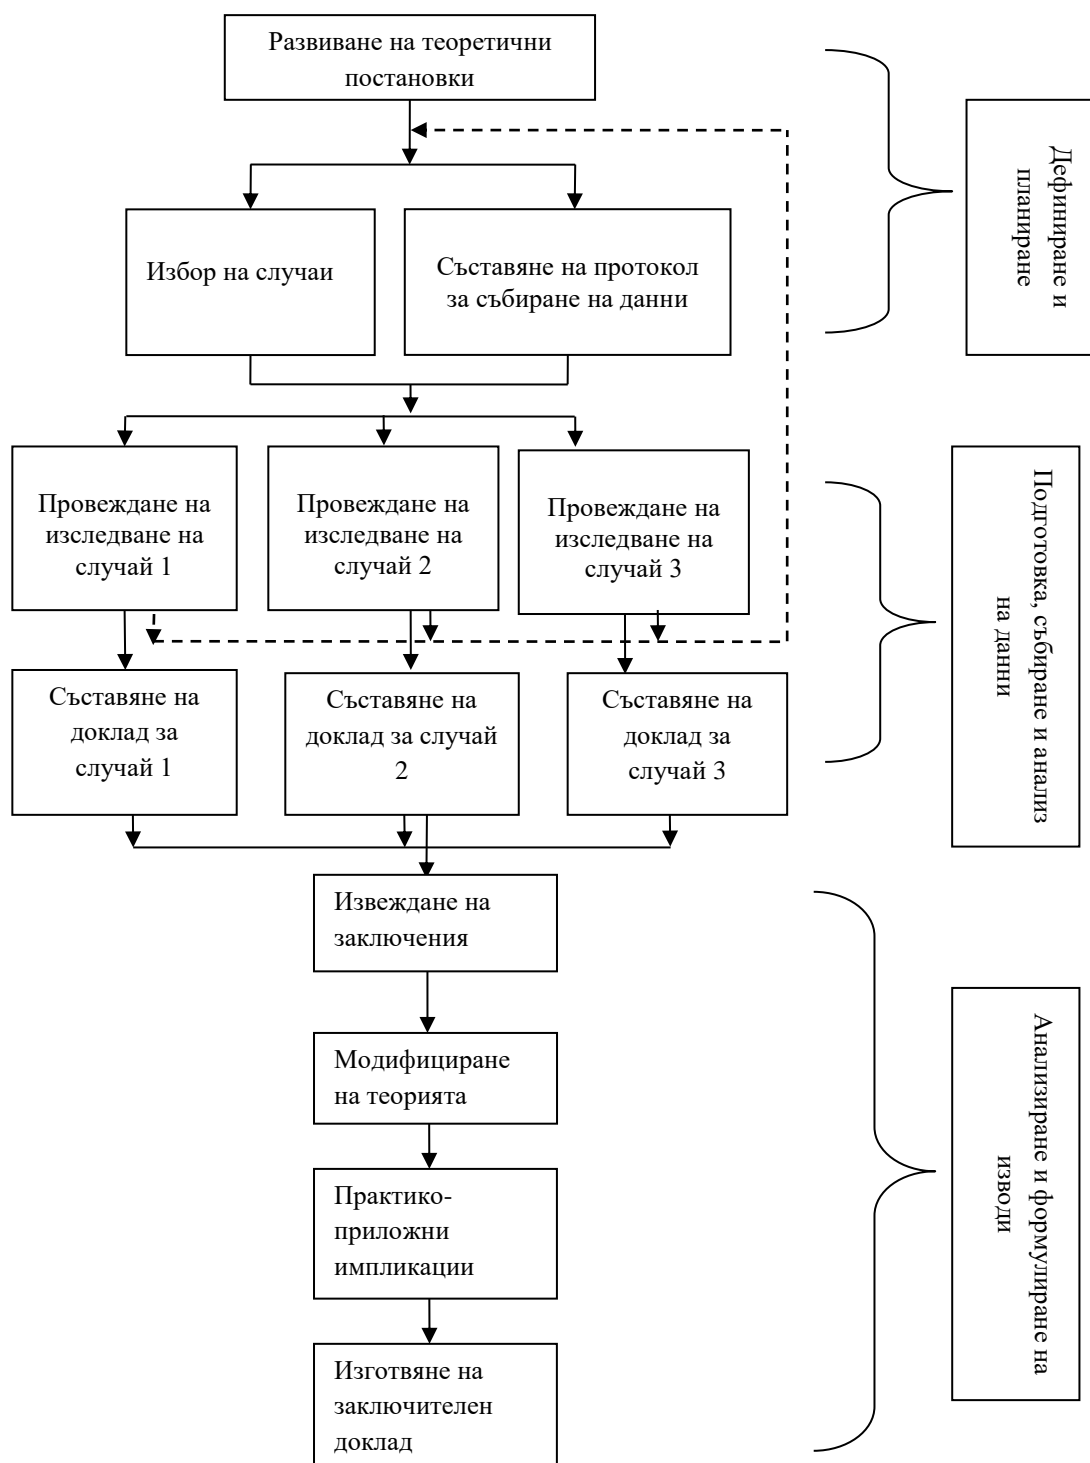 Развиване на теоретични
постановки
Дефиниране и
планиране
Избор на случаи
Съставяне на протокол
за събиране на данни
Провеждане на
изследване на
случай 1
Провеждане на
изследване на
случай 2
Провеждане на
изследване на
случай 3
Подготовка, събиране и анализ
на данни
Съставяне на
доклад за
случай 1
Съставяне на
доклад за случай
2
Съставяне на
доклад за
случай 3
Извеждане на
заключения
Модифициране
на теорията
Практико-
приложни
импликации
Изготвяне на
заключителен
доклад
Анализиране и формулиране на
изводи